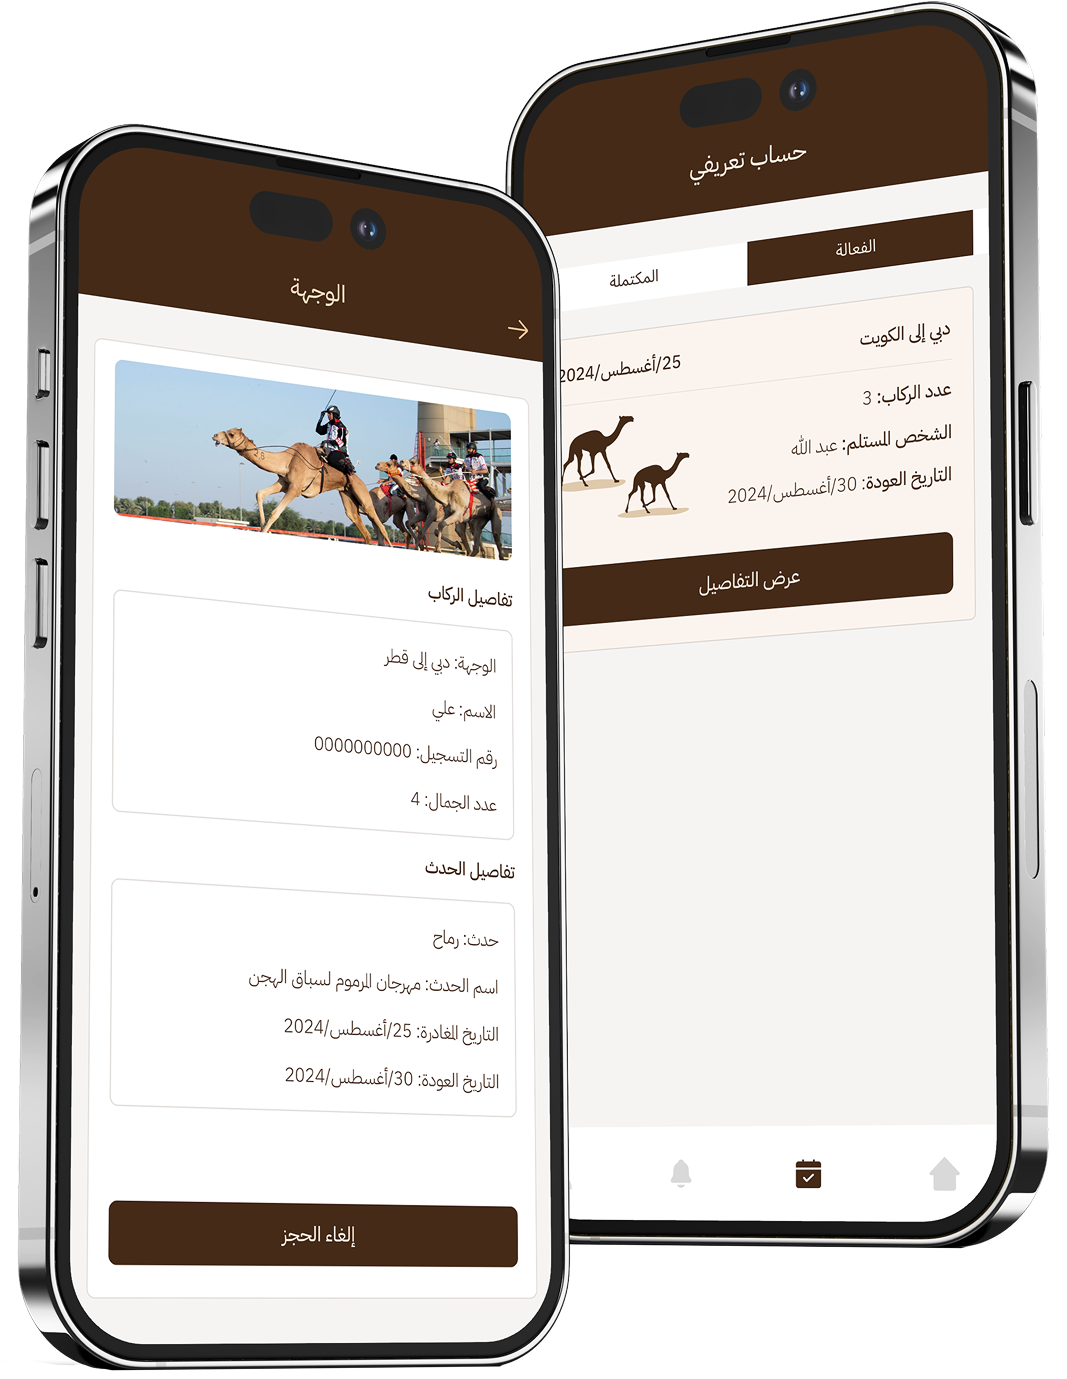 الوجهة
تفاصيل الركاب
الوجهة: دبي إلى قطر
الاسم: علي
رقم التسجيل: 0000000000
عدد الجمال: 4
تفاصيل الحدث
حدث: رماح
اسم الحدث: مهرجان المرموم لسباق الهجن
التاريخ المغادرة: 25/أغسطس/2024
التاريخ العودة: 30/أغسطس/2024
إلغاء الحجز
حساب تعريفي
الفعالة
المكتملة
دبي إلى الكويت
25/أغسطس/2024
عدد الركاب: 3
الشخص المستلم: عبد الله
التاريخ العودة: 30/أغسطس/2024
عرض التفاصيل